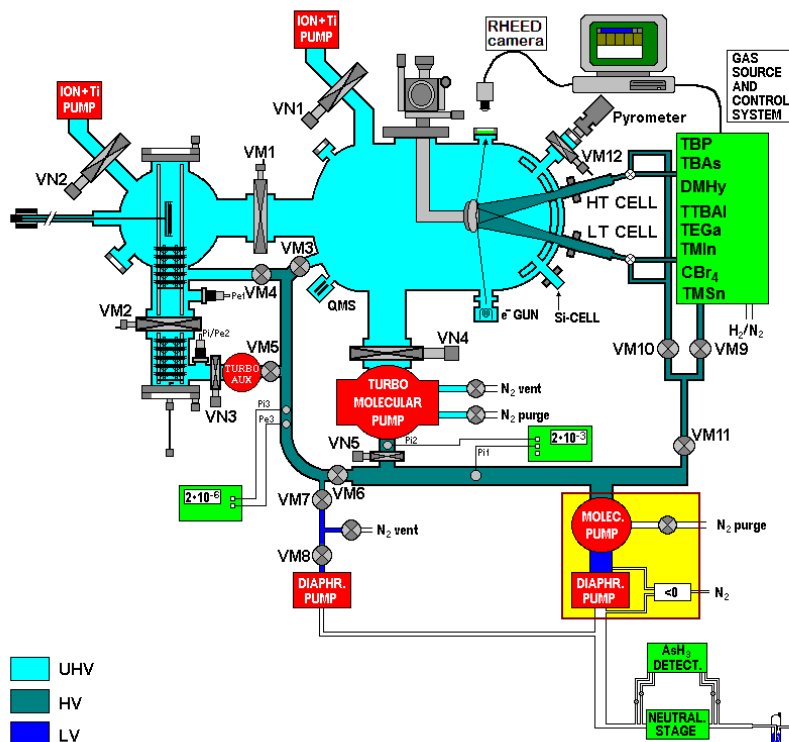 ION+Ti
PUMP
ION+Ti
PUMP
RHEED
camera
GAS
SOURCE
AND
CONTROL
SYSTEM
VN1
VN2
VM1
Pyrometer
VM12
TBP
TBAs
DMHy
TTBAl
TEGa
TMIn
CBr4
TMSn
HT CELL
LT CELL
VM3
VM4
QMS
Pe1
VM2
Pi/Pe2
e⁻ GUN
Si-CELL
H2/N2
VM5
VN4
VM10
VM9
TURBO
AUX
VN3
TURBO
MOLECULAR
PUMP
N2 vent
N2 purge
Pi3
Pe3
VN5
Pi2
Pi1
2·10-3
VM11
2·10-6
VM6
VM7
N2 vent
VM8
MOLEC.
PUMP
N2 purge
DIAPHR.
PUMP
DIAPHR.
PUMP
<0
N2
UHV
HV
LV
AsH3
DETECT.
NEUTRAL.
STAGE